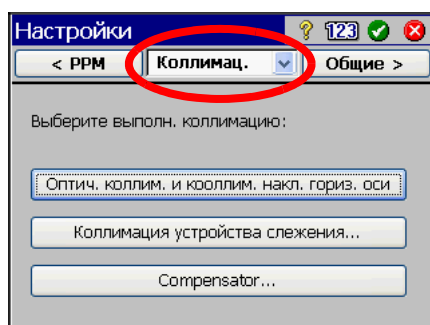 Настройки ? 123
< PPM Коллимац. Общие >
Выберите выполн. коллимацию:
Оптич. коллим. и кооллим. накл. гориз. оси
Коллимация устройства слежения...
Compensator...